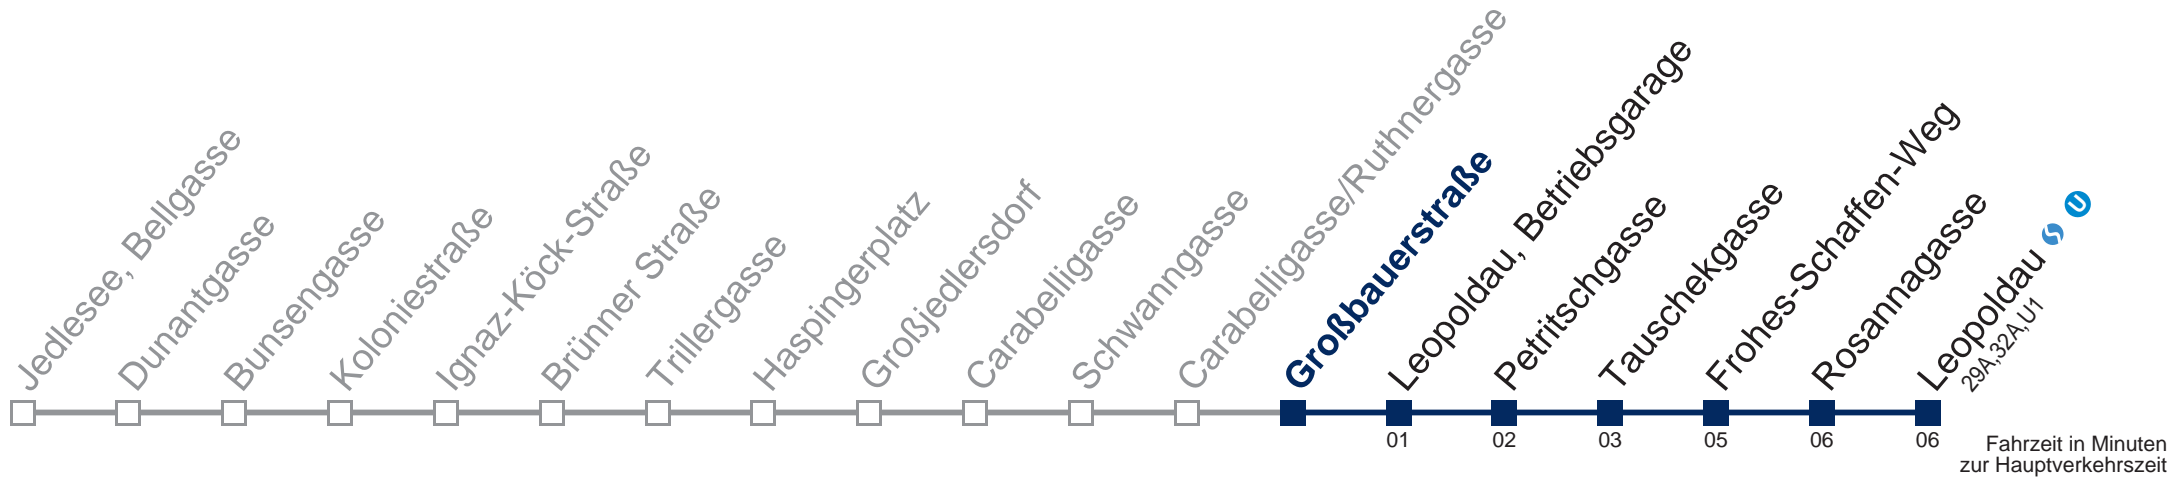 Jedlesee, Bellgasse
Dunantgasse
Bunsengasse
Koloniestraße
Ignaz-Köck-Straße
Brünner Straße
Trillergasse
Haspingerplatz
Großjedlersdorf
Carabelligasse
Schwanngasse
Carabelligasse/Ruthnergasse
Großbauerstraße
Leopoldau, Betriebsgarage
Petritschgasse
Tauschekgasse
Frohes-Schaffen-Weg
Rosannagasse
Leopoldau S U
29A,32A,U1
01 02 03 05 06 06
Fahrzeit in Minuten
zur Hauptverkehrszeit